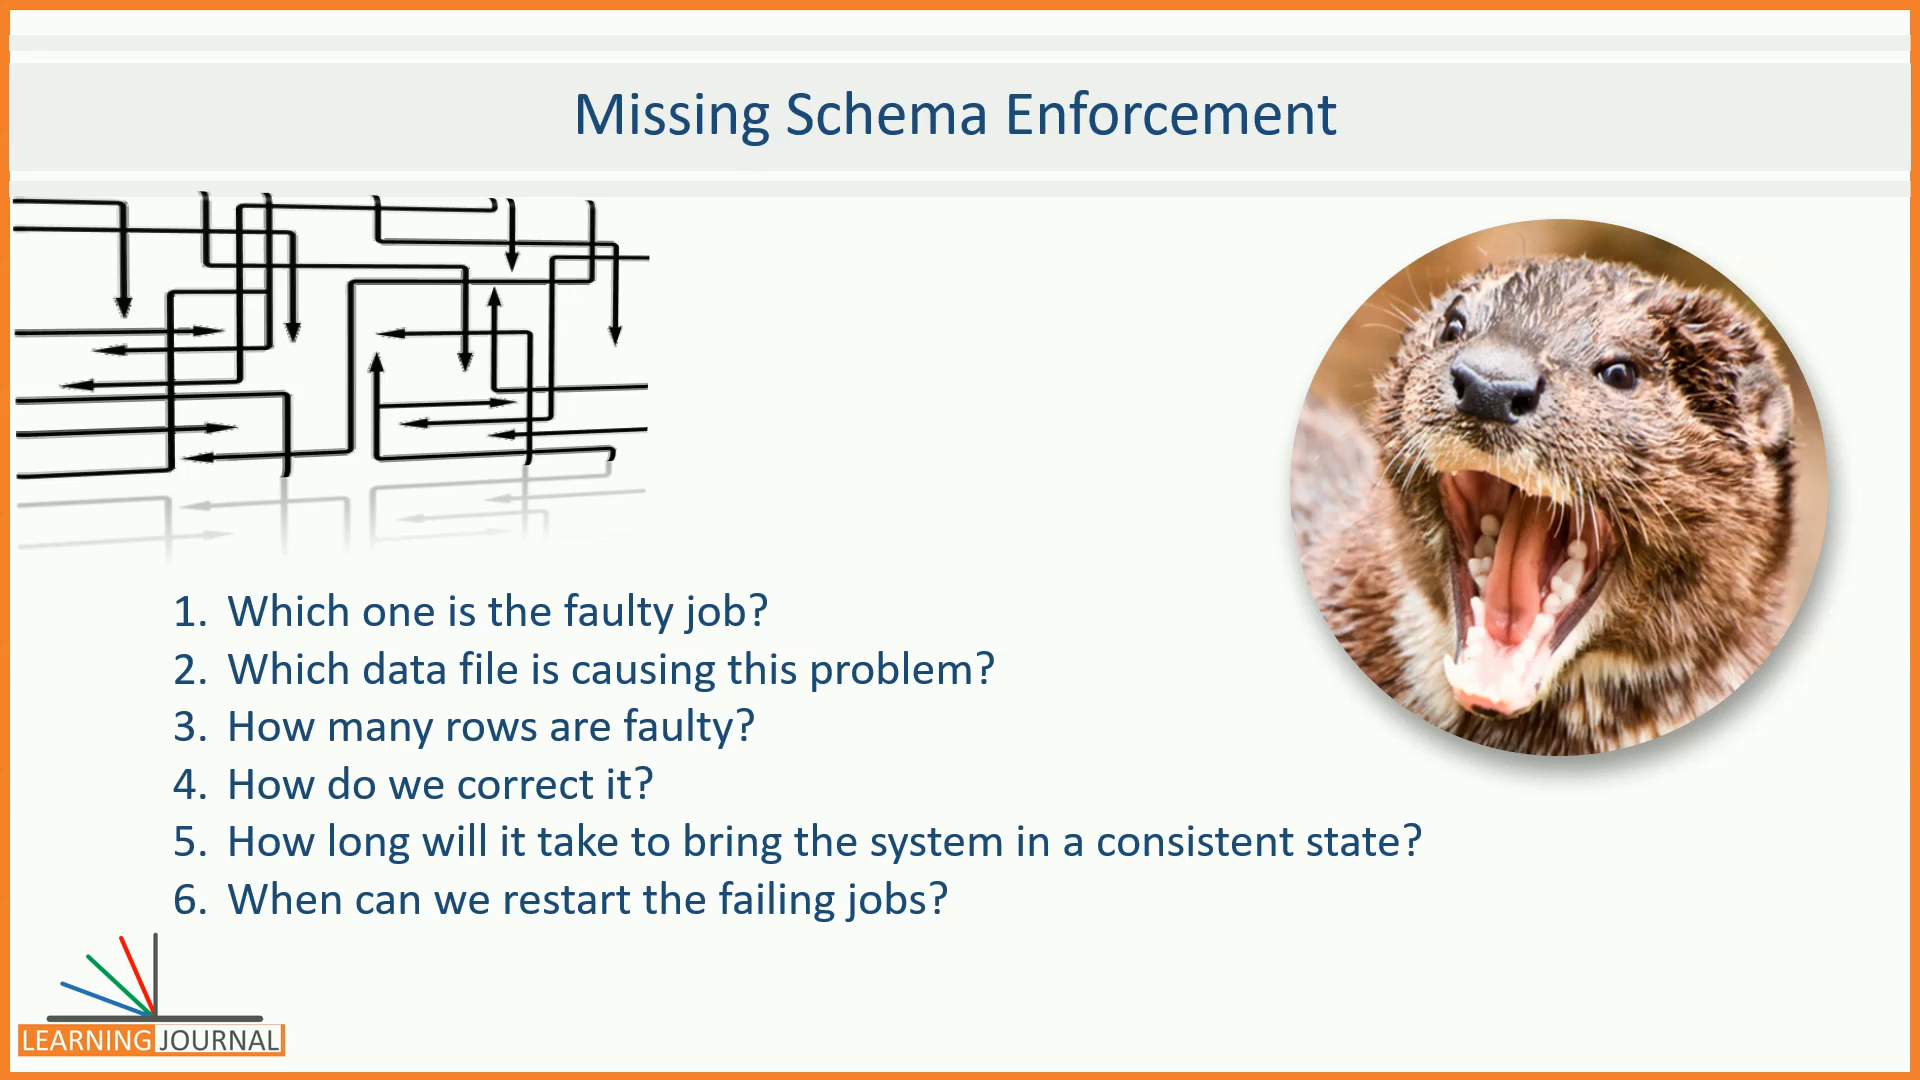 Missing Schema Enforcement
1. Which one is the faulty job?
2. Which data file is causing this problem?
3. How many rows are faulty?
4. How do we correct it?
5. How long will it take to bring the system in a consistent state?
6. When can we restart the failing jobs?
LEARNING JOURNAL